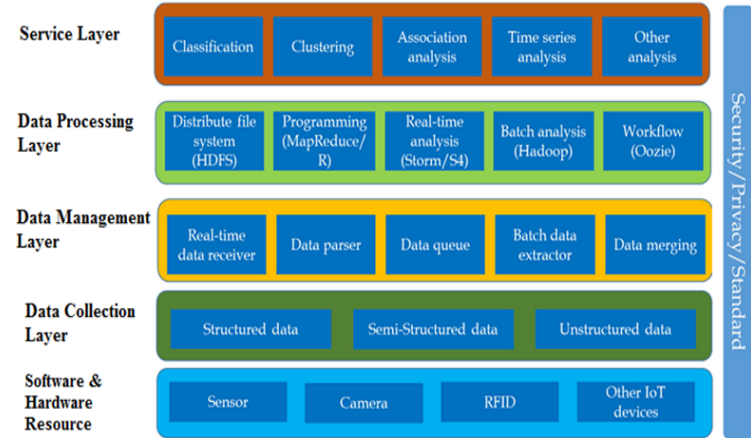 Service Layer
Classification
Clustering
Association
analysis
Time series
analysis
Other
analysis
Data Processing
Layer
Distribute file
system
(HDFS)
Programming
(MapReduce/
R)
Real-time
analysis
(Storm/S4)
Batch analysis
(Hadoop)
Workflow
(Oozie)
Data Management
Layer
Real-time
data receiver
Data parser
Data queue
Batch data
extractor
Data merging
Data Collection
Layer
Structured data
Semi-Structured data
Unstructured data
Software &
Hardware
Resource
Sensor
Camera
RFID
Other IoT
devices
Security/Privacy/Standard